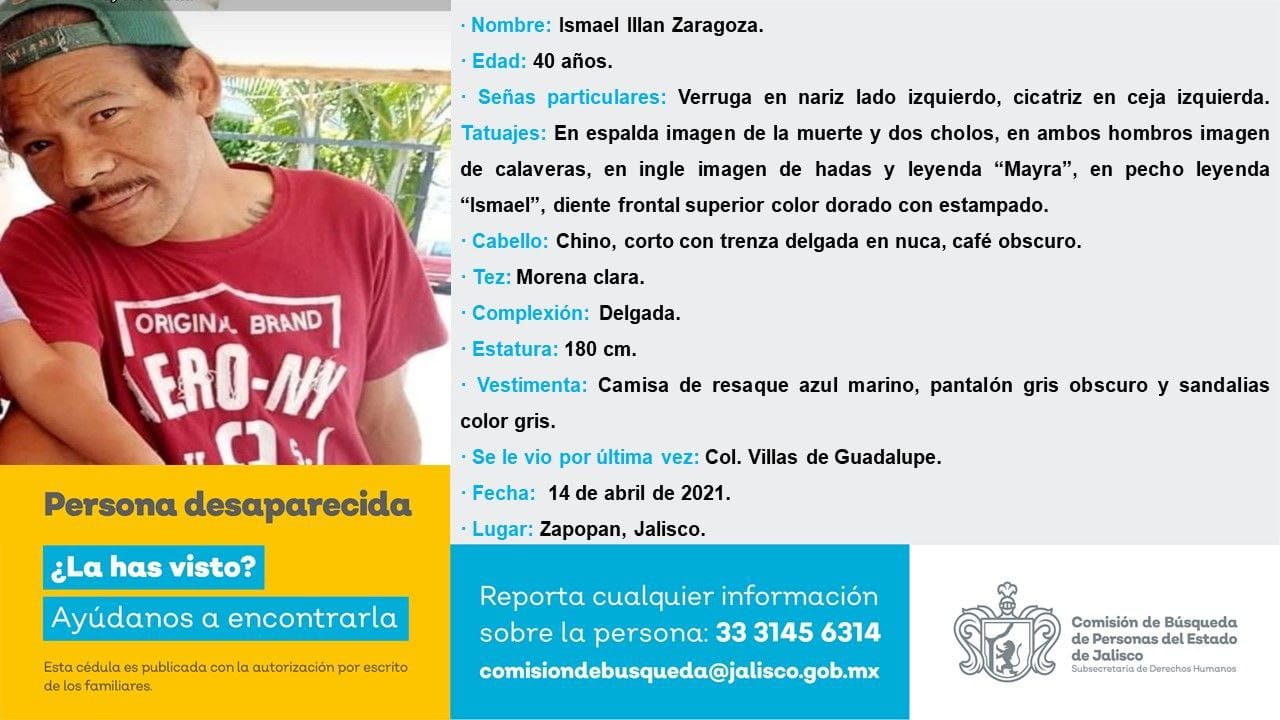 MIAMI
ORIGINAL BRAND
AERO-NY
· Nombre: Ismael Illan Zaragoza.
· Edad: 40 años.
· Señas particulares: Verruga en nariz lado izquierdo, cicatriz en ceja izquierda.
Tatuajes: En espalda imagen de la muerte y dos cholos, en ambos hombros imagen
de calaveras, en ingle imagen de hadas y leyenda “Mayra”, en pecho leyenda
“Ismael”, diente frontal superior color dorado con estampado.
· Cabello: Chino, corto con trenza delgada en nuca, café obscuro.
· Tez: Morena clara.
· Complexión: Delgada.
· Estatura: 180 cm.
· Vestimenta: Camisa de resaque azul marino, pantalón gris obscuro y sandalias
color gris.
· Se le vio por última vez: Col. Villas de Guadalupe.
· Fecha: 14 de abril de 2021.
· Lugar: Zapopan, Jalisco.
Persona desaparecida
¿La has visto?
Ayúdanos a encontrarla
Esta cédula es publicada con la autorización por escrito
de los familiares.
Reporta cualquier información
sobre la persona: 33 3145 6314
comisiondebusqueda@jalisco.gob.mx
Comisión de Búsqueda
de Personas del Estado
de Jalisco
Subsecretaría de Derechos Humanos